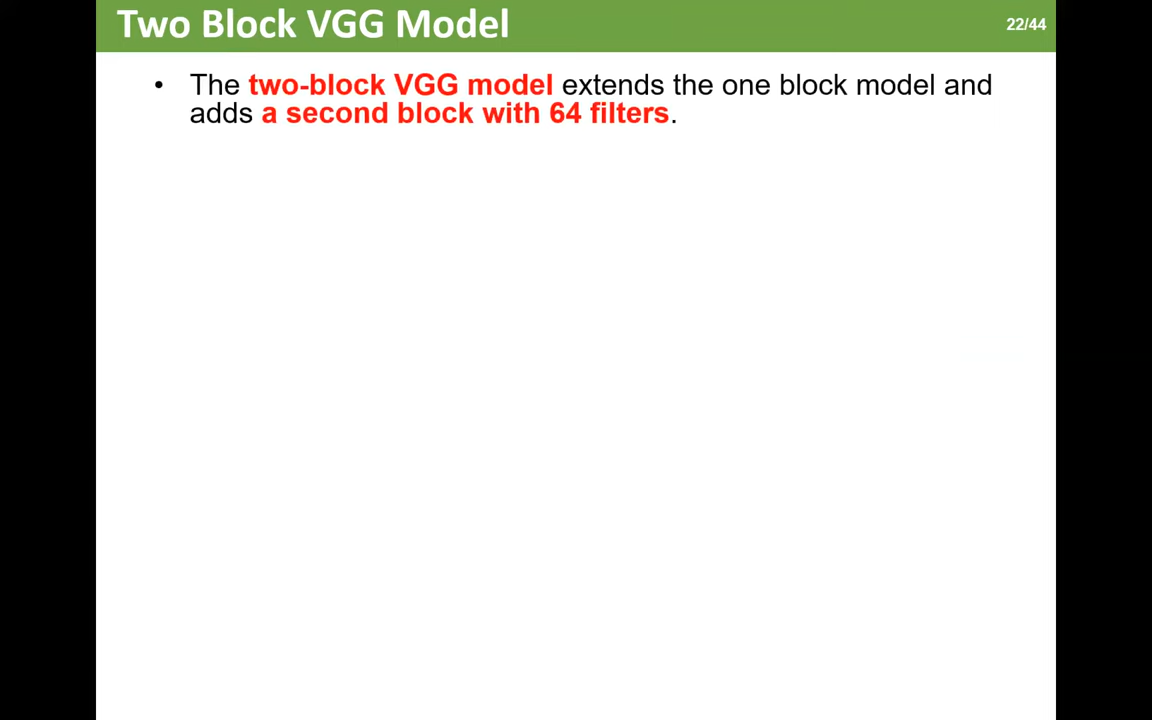 Two Block VGG Model
22/44
• The two-block VGG model extends the one block model and
adds a second block with 64 filters.